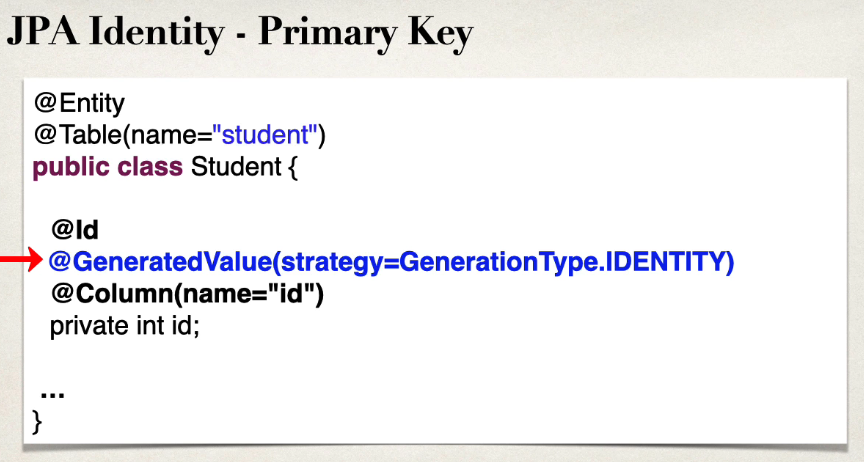 JPA Identity - Primary Key
@Entity
@Table(name="student")
public class Student {
@Id
@GeneratedValue(strategy=GenerationType.IDENTITY)
@Column(name="id")
private int id;
...
}